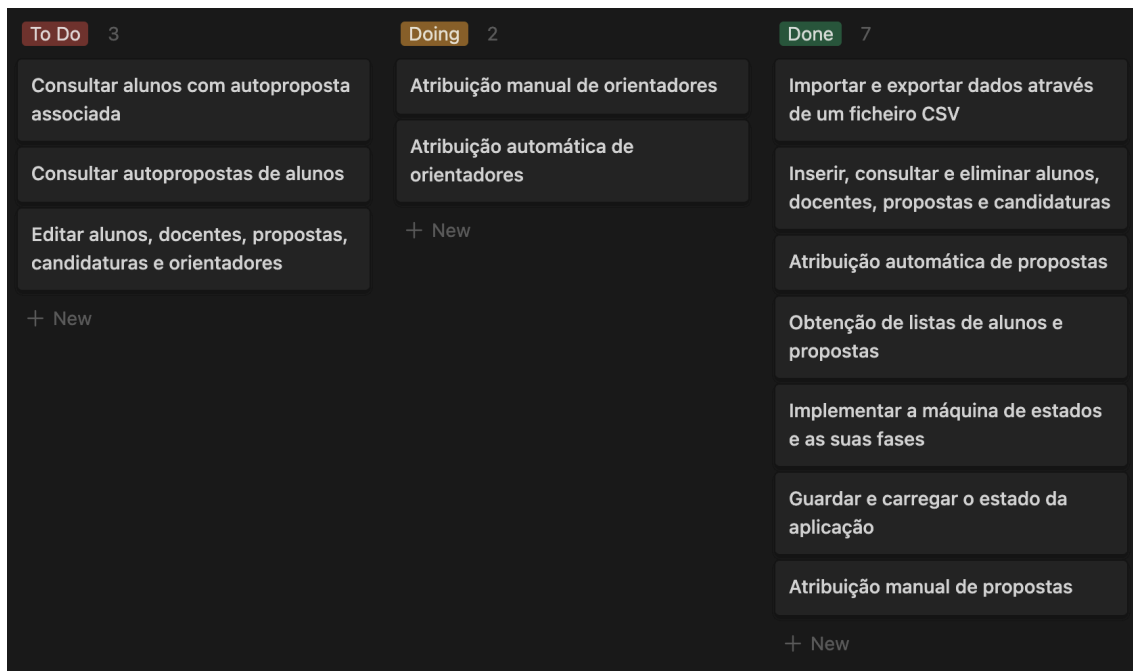 To Do 3
Consultar alunos com autoproposta
associada
Consultar autopropostas de alunos
Editar alunos, docentes, propostas,
candidaturas e orientadores
+ New
Doing 2
Atribuição manual de orientadores
Atribuição automática de
orientadores
+ New
Done 7
Importar e exportar dados através
de um ficheiro CSV
Inserir, consultar e eliminar alunos,
docentes, propostas e candidaturas
Atribuição automática de propostas
Obtenção de listas de alunos e
propostas
Implementar a máquina de estados
e as suas fases
Guardar e carregar o estado da
aplicação
Atribuição manual de propostas
+ New